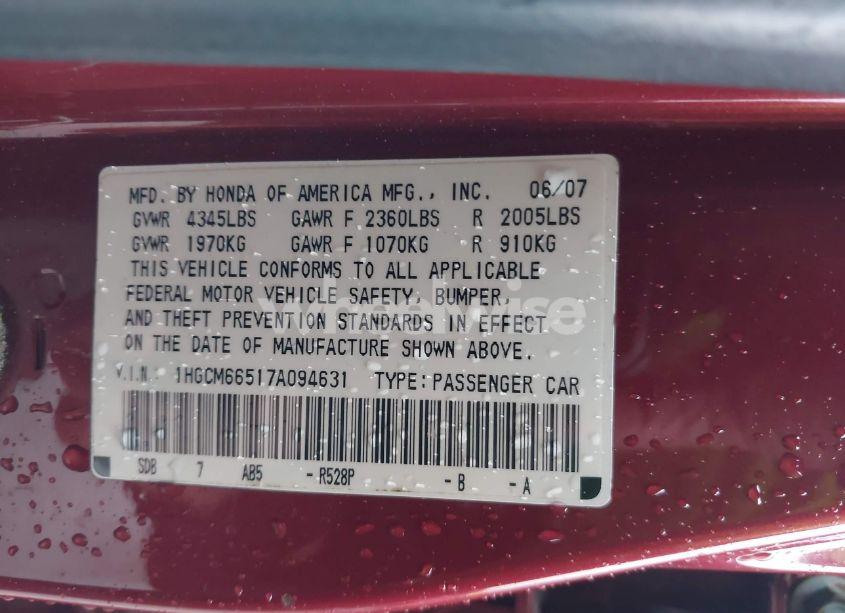 MFD. BY HONDA OF AMERICA MFG., INC. 06/07
GVWR 4345LBS GAWR F 2360LBS R 2005LBS
GVWR 1970KG GAWR F 1070KG R 910KG
THIS VEHICLE CONFORMS TO ALL APPLICABLE
FEDERAL MOTOR VEHICLE SAFETY, BUMPER,
AND THEFT PREVENTION STANDARDS IN EFFECT
ON THE DATE OF MANUFACTURE SHOWN ABOVE.
V.I.N. 1HGCM66517A094631 TYPE: PASSENGER CAR
SDB 7 AB5 - R528P - B - A
wheelwise